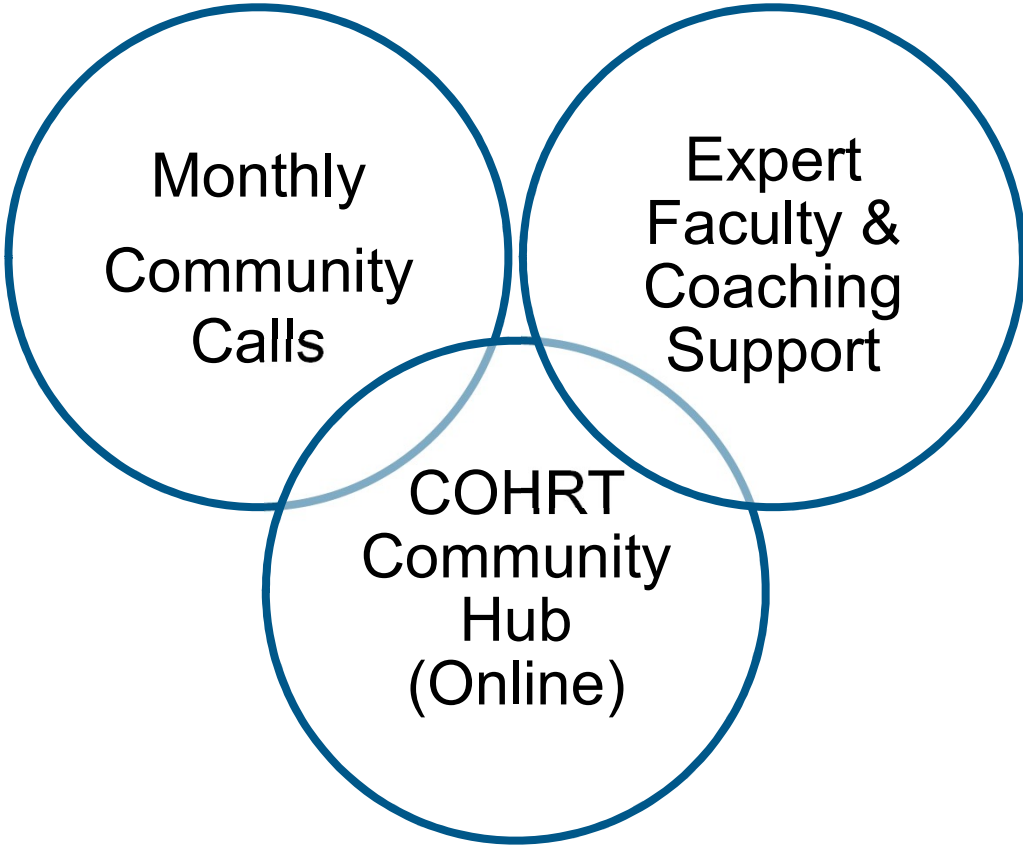 Monthly
Community
Calls
Expert
Faculty &
Coaching
Support
COHRT
Community
Hub
(Online)